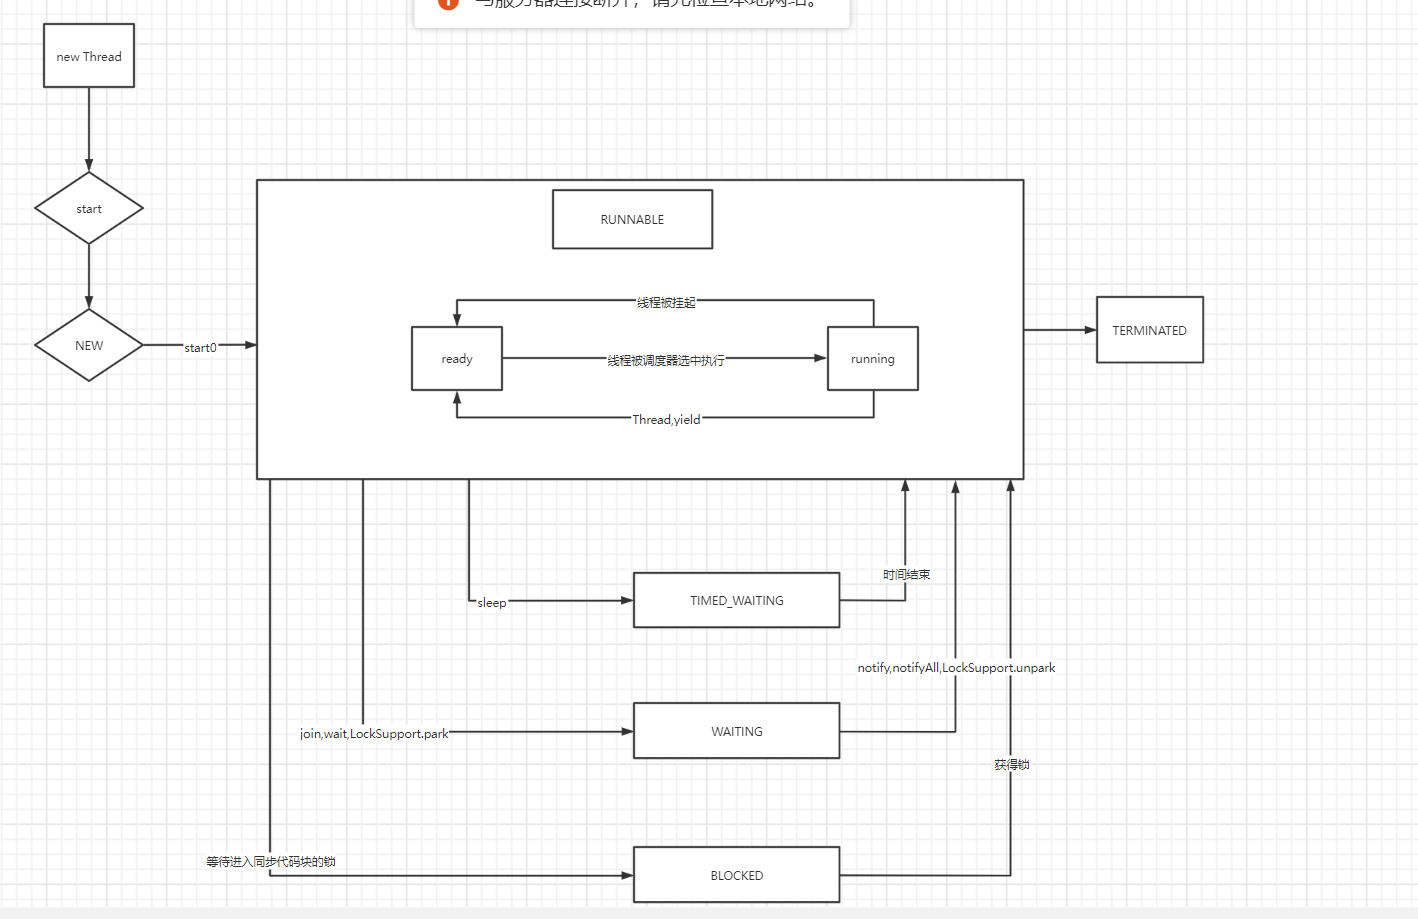 new Thread
start
RUNNABLE
线程被挂起
NEW
start0
ready
线程被调度器选中执行
running
TERMINATED
Thread,yield
时间结束
sleep
TIMED_WAITING
notify,notifyAll,LockSupport.unpark
join,wait,LockSupport.park
WAITING
获得锁
等待进入同步代码块的锁
BLOCKED